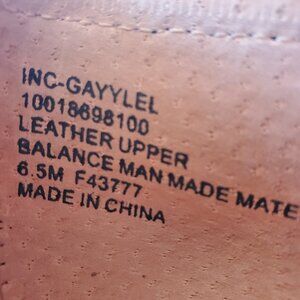 INC-GAYYLEL
10018698100
LEATHER UPPER
BALANCE MAN MADE MATE
6.5M F43777
MADE IN CHINA